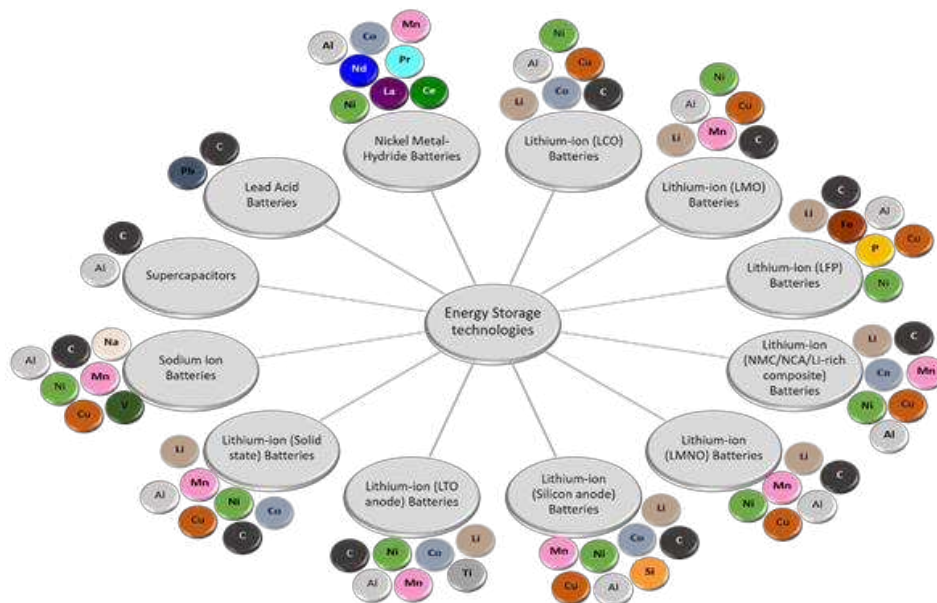 Mn
Co
Al
Pr
Nd
La
Ce
Ni
Nickel Metal-
Hydride Batteries
Ni
Al
Cu
Li
Co
C
Lithium-ion (LCO)
Batteries
Ni
Al
Cu
Li
Mn
C
Lithium-ion (LMO)
Batteries
C
Li
Al
Fe
Cu
P
Ni
Lithium-ion (LFP)
Batteries
Li
C
Co
Mn
Ni
Cu
Al
Lithium-ion
(NMC/NCA/Li-rich
composite)
Batteries
Li
C
Mn
Ni
Al
Cu
Lithium-ion
(LMNO) Batteries
Li
Co
C
Mn
Ni
Si
Cu
Al
Lithium-ion
(Silicon anode)
Batteries
Li
C
Ni
Co
Ti
Al
Mn
Lithium-ion (LTO
anode) Batteries
Li
Mn
Al
Ni
Co
Cu
C
Lithium-ion (Solid
state) Batteries
Na
C
Al
Mn
Ni
V
Cu
Sodium ion
Batteries
C
Al
Supercapacitors
C
Pb
Lead Acid
Batteries
Energy Storage
technologies